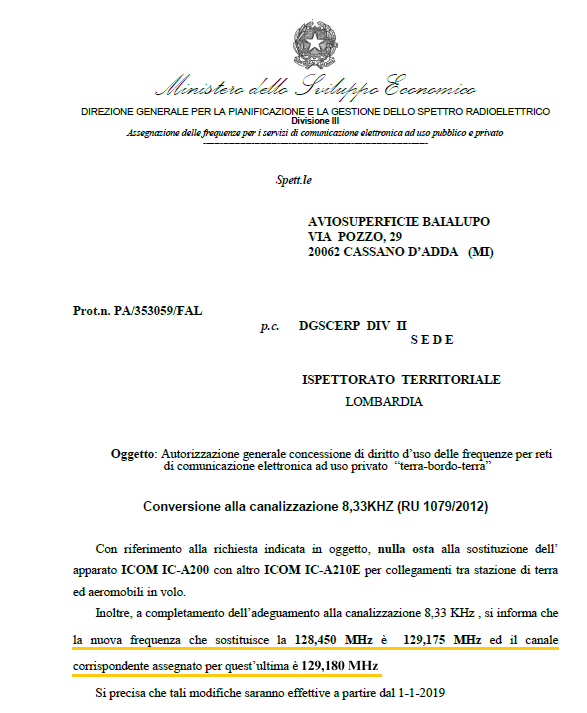 Ministero dello Sviluppo Economico
DIREZIONE GENERALE PER LA PIANIFICAZIONE E LA GESTIONE DELLO SPETTRO RADIOELETTRICO
Divisione III
Assegnazione delle frequenze per i servizi di comunicazione elettronica ad uso pubblico e privato
Spett.le
AVIOSUPERFICIE BAIALUPO
VIA POZZO, 29
20062 CASSANO D'ADDA (MI)
Prot.n. PA/353059/FAL
p.c. DGSCERP DIV II
S E D E
ISPETTORATO TERRITORIALE
LOMBARDIA
Oggetto: Autorizzazione generale concessione di diritto d'uso delle frequenze per reti
di comunicazione elettronica ad uso privato “terra-bordo-terra”
Conversione alla canalizzazione 8,33KHZ (RU 1079/2012)
Con riferimento alla richiesta indicata in oggetto, nulla osta alla sostituzione dell'
apparato ICOM IC-A200 con altro ICOM IC-A210E per collegamenti tra stazione di terra
ed aeromobili in volo.
Inoltre, a completamento dell'adeguamento alla canalizzazione 8,33 KHz , si informa che
la nuova frequenza che sostituisce la 128,450 MHz è 129,175 MHz ed il canale
corrispondente assegnato per quest'ultima è 129,180 MHz
Si precisa che tali modifiche saranno effective a partire dal 1-1-2019